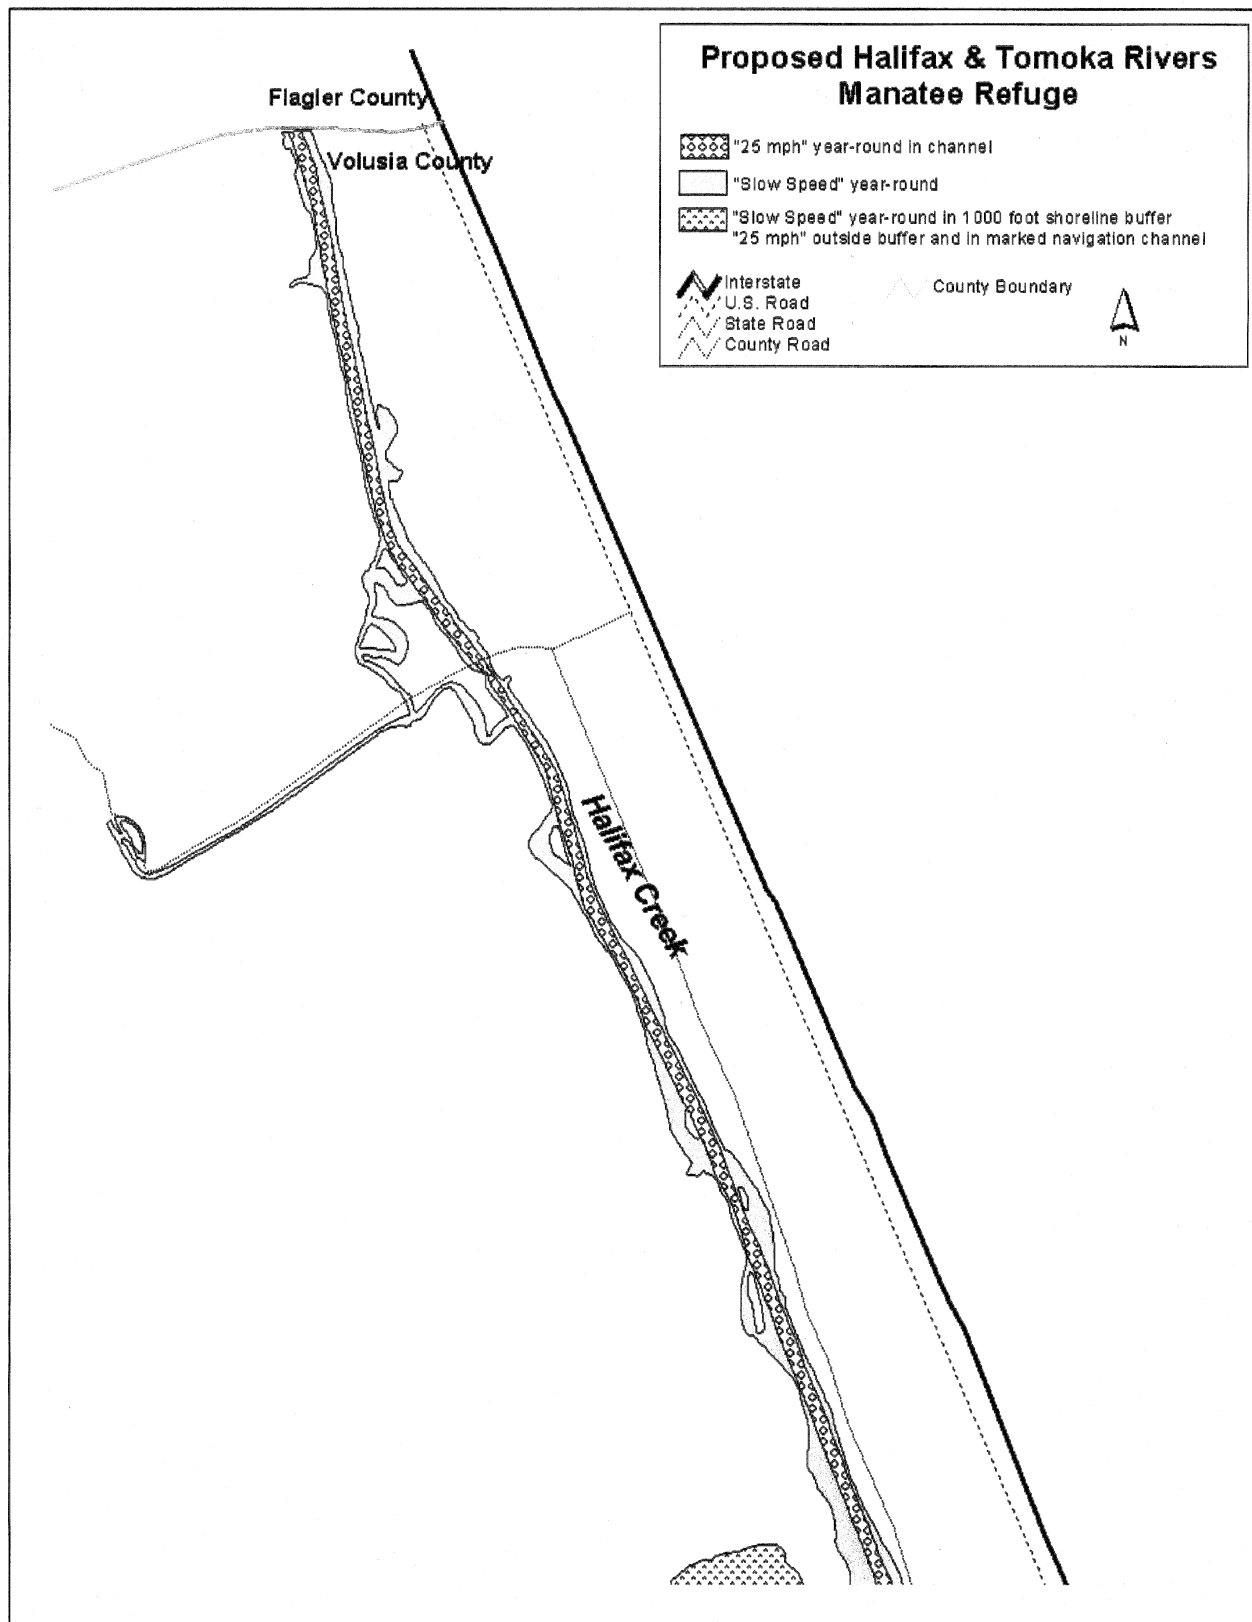 Proposed Halifax & Tomoka Rivers
Manatee Refuge
"25 mph" year-round in channel
"Slow Speed" year-round
"Slow Speed" year-round in 1000 foot shoreline buffer
"25 mph" outside buffer and in marked navigation channel
Interstate
U.S. Road
State Road
County Road
County Boundary
N
Flagler County
Volusia County
Halifax Creek